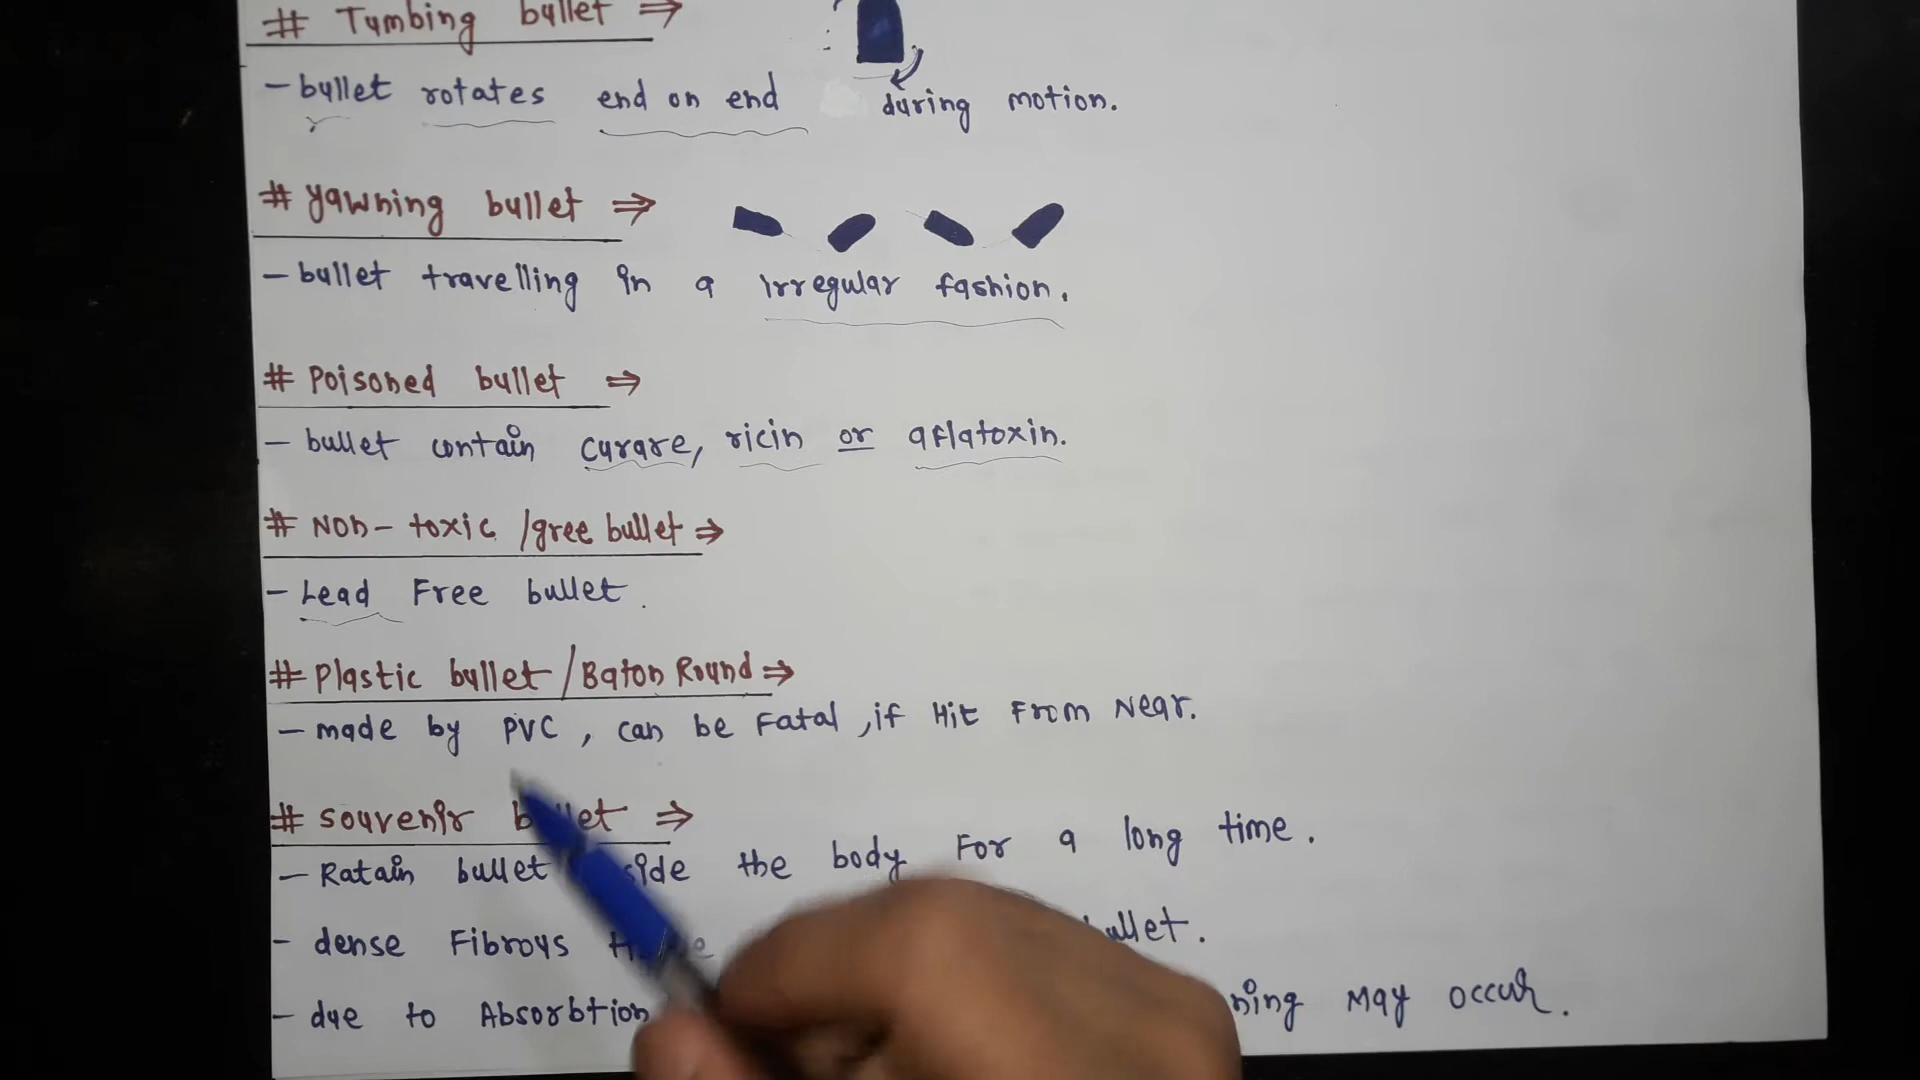 # Tumbing bullet ⇒
- bullet rotates end on end during motion.
# Yawning bullet ⇒
- bullet travelling in a irregular fashion.
# Poisoned bullet ⇒
- bullet contain curare, ricin or aflatoxin.
# Non-toxic /gree bullet ⇒
- Lead Free bullet.
# Plastic bullet / Baton Round ⇒
- made by PVC, can be Fatal, if Hit From Near.
# souvenir ⇒
- Ratain bullet the body For a long time.
- dense Fibrous
- due to Absorbtion may occur.